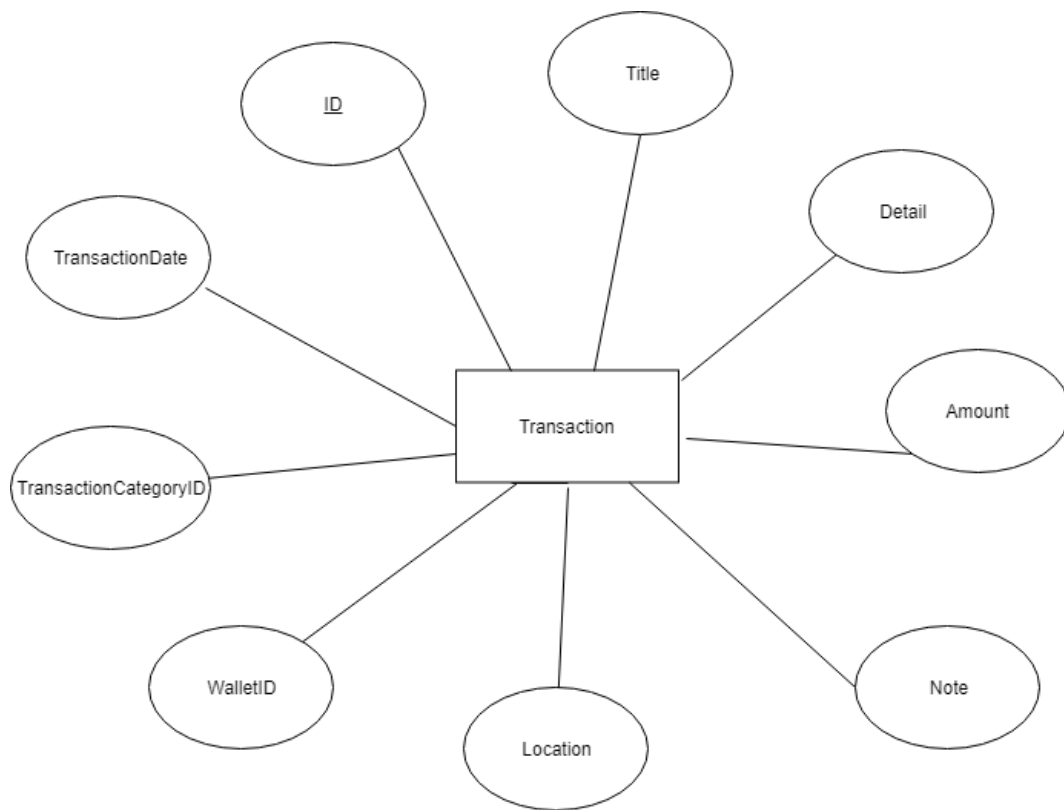 Title
ID
Detail
TransactionDate
Amount
Transaction
TransactionCategoryID
WalletID
Note
Location